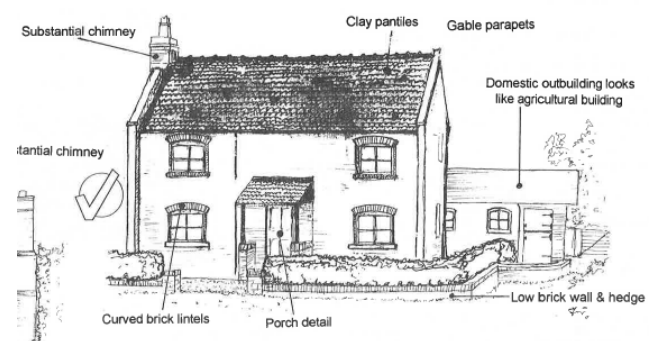 Substantial chimney
Clay pantiles
Gable parapets
Domestic outbuilding looks
like agricultural building
stantial chimney
Low brick wall & hedge
Curved brick lintels
Porch detail